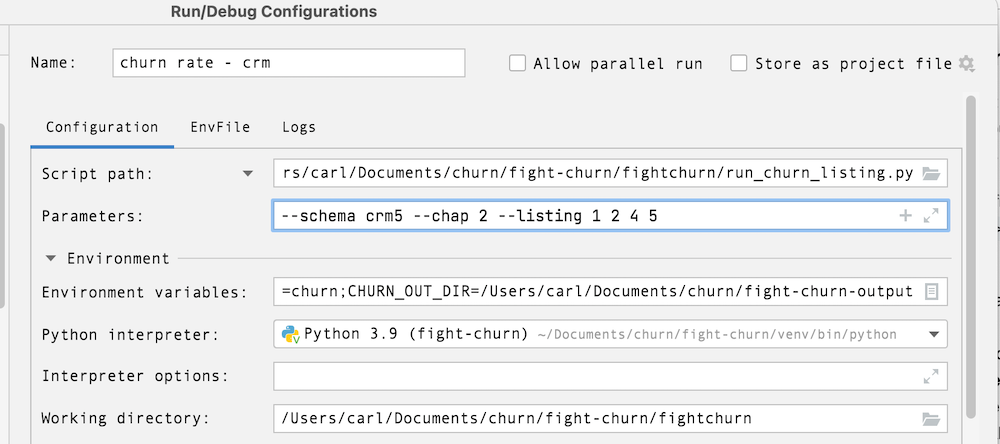 Run/Debug Configurations
Name: churn rate - crm Allow parallel run Store as project file
Configuration EnvFile Logs
Script path: rs/carl/Documents/churn/fight-churn/fightchurn/run_churn_listing.py
Parameters: --schema crm5 --chap 2 --listing 1 2 4 5
Environment
Environment variables: =churn;CHURN_OUT_DIR=/Users/carl/Documents/churn/fight-churn-output
Python interpreter: Python 3.9 (fight-churn) ~/Documents/churn/fight-churn/venv/bin/python
Interpreter options:
Working directory: /Users/carl/Documents/churn/fight-churn/fightchurn